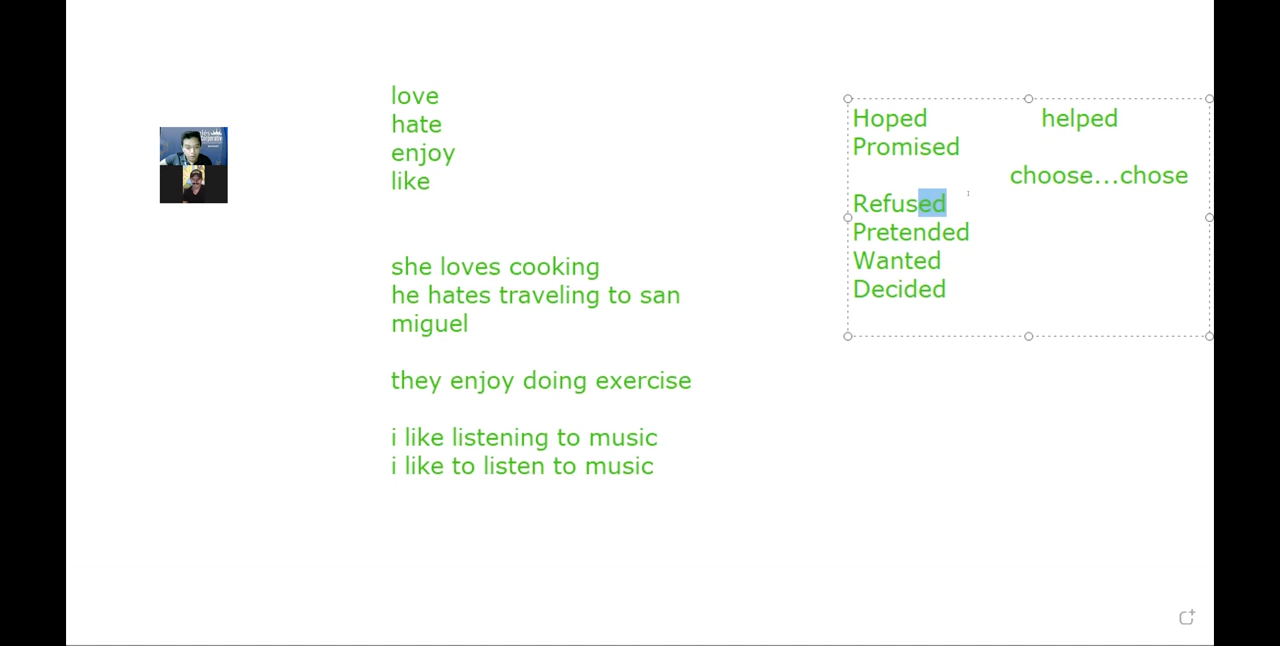 love
hate
enjoy
like
she loves cooking
he hates traveling to san
miguel
they enjoy doing exercise
i like listening to music
i like to listen to music
Hoped helped
Promised
choose...chose
Refused
Pretended
Wanted
Decided